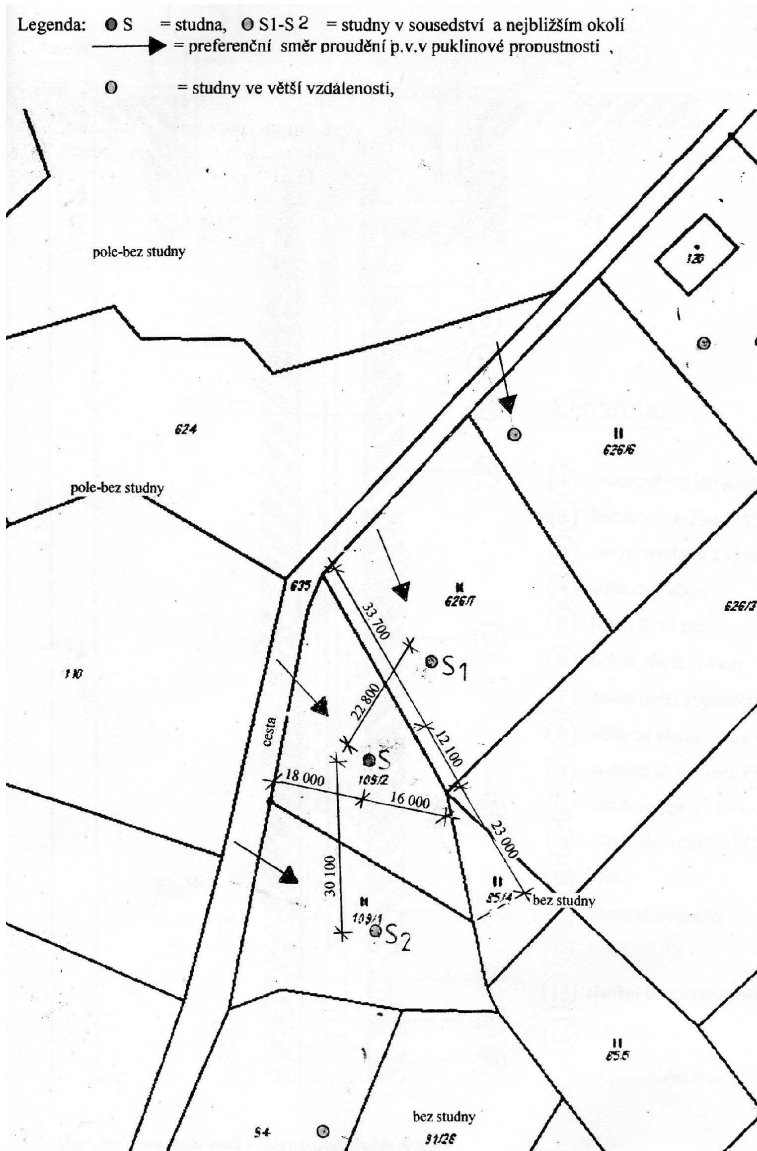 Legenda: S = studna, S1-S2 = studny v sousedství a nejbližším okolí
= preferenční směr proudění p.v.v puklinové propustnosti ,
= studny ve větší vzdálenosti,
pole-bez studny
120
624
626/6
pole-bez studny
635
626/7
626/3
110
33 700
S1
22 800
cesta
S
109/2
12 100
18 000
16 000
23 000
30 100
95/4
bez studny
109/1
S2
bez studny
94
91/26